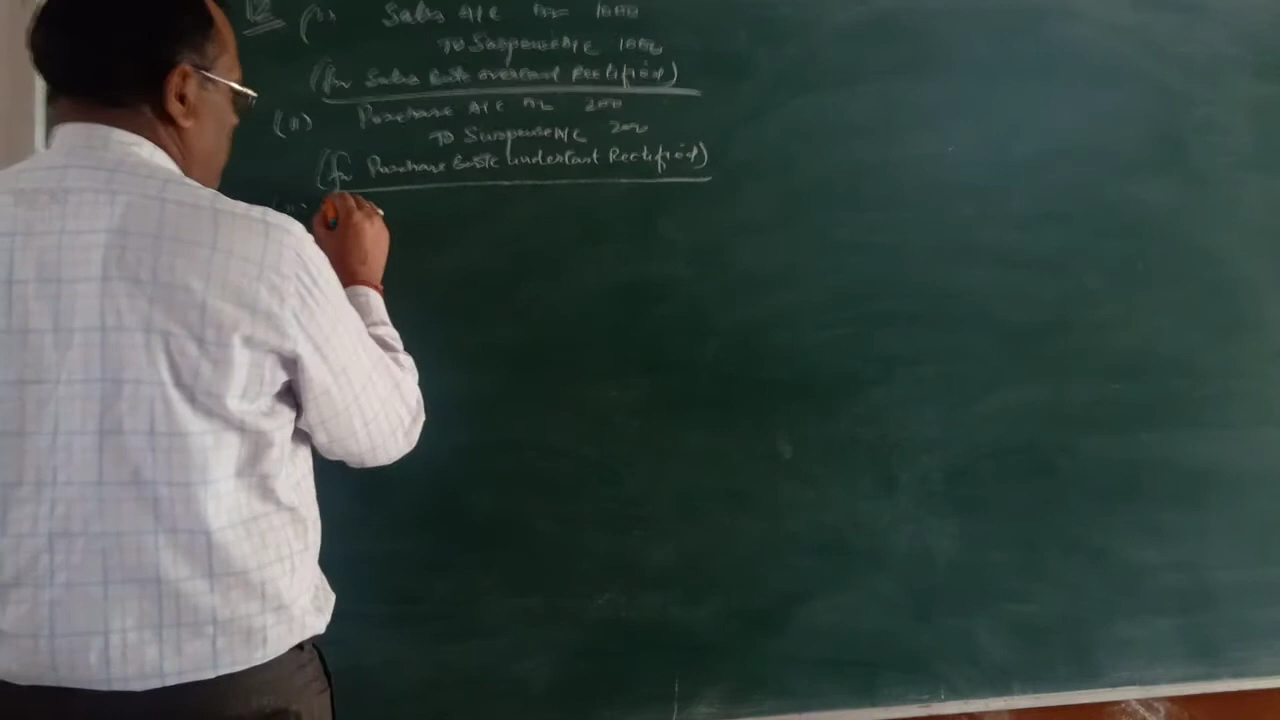 12 (i) Sales A/C Dr 1000
To Suspense A/C 1000
(for Sales book overcast Rectified)
(ii) Purchase A/C Dr 200
To Suspense A/C 200
(for Purchase book undercast Rectified)